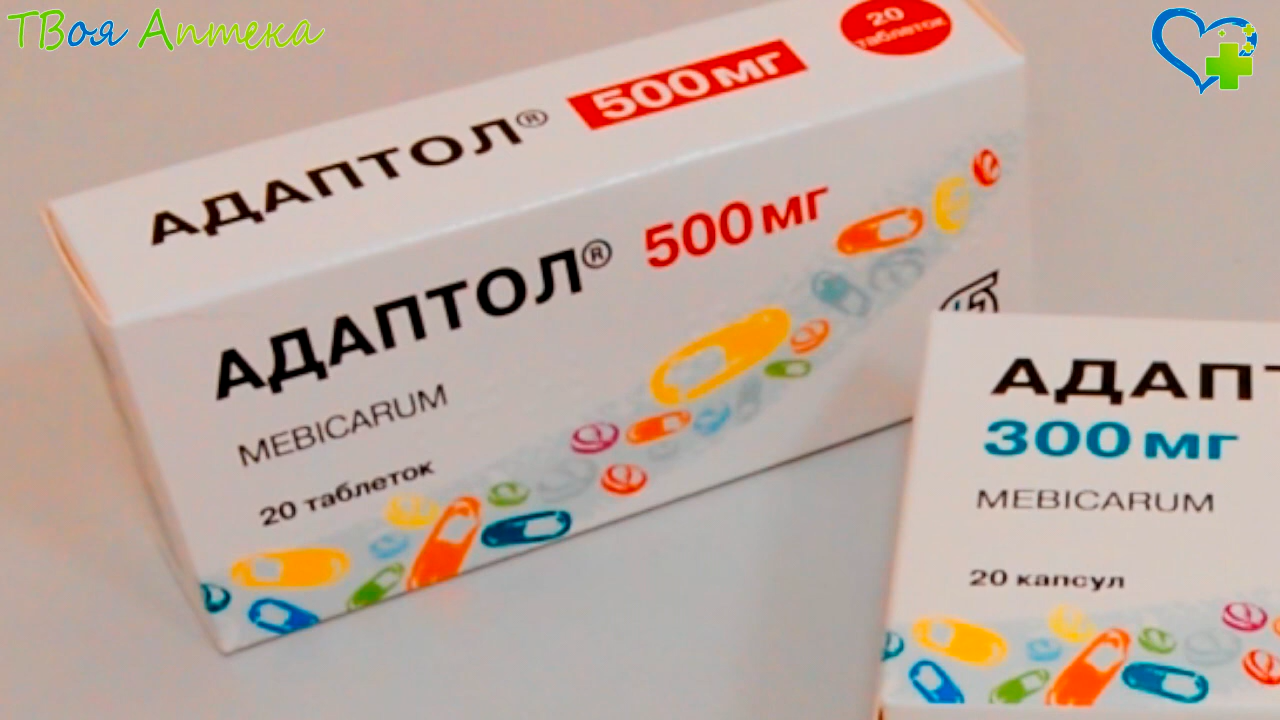 ТВоя Аптека
20
таблеток
АДАПТОЛ® 500 мг
АДАПТОЛ® 500 мг
MEBICARUM
20 таблеток
АДАПТ
300 мг
MEBICARUM
20 капсул